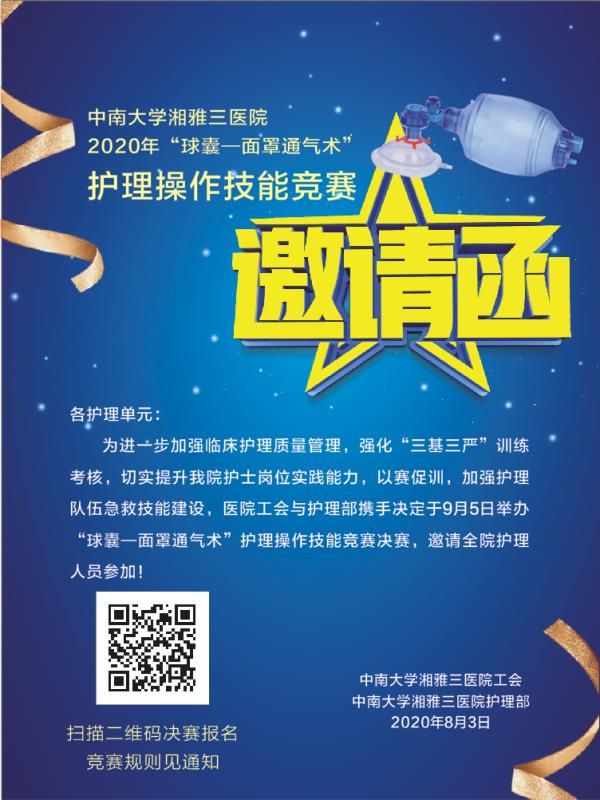 中南大学湘雅三医院
2020年“球囊—面罩通气术”
护理操作技能竞赛
邀请函
各护理单元：
为进一步加强临床护理质量管理，强化“三基三严”训练
考核，切实提升我院护士岗位实践能力，以赛促训，加强护理
队伍急救技能建设，医院工会与护理部携手决定于9月5日举办
“球囊—面罩通气术”护理操作技能竞赛决赛，邀请全院护理
人员参加！
中南大学湘雅三医院工会
中南大学湘雅三医院护理部
2020年8月3日
扫描二维码决赛报名
竞赛规则见通知